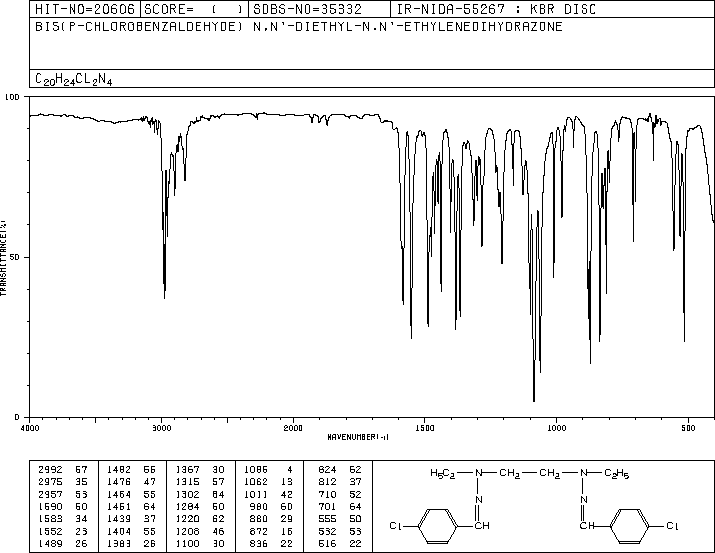 HIT-NO=20606 SCORE= ( ) SDBS-NO=35332 IR-NIDA-55267 : KBR DISC
BIS(P-CHLOROBENZALDEHYDE) N,N'-DIETHYL-N,N'-ETHYLENEDIHYDRAZONE
C20H24CL2N4
100
50
0
TRANSMITTANCE(%)
4000 3000 2000 1500 1000 500
WAVENUMBER(-1)
2992 57 1482 56 1367 30 1086 4 824 52
2975 35 1476 47 1315 57 1062 13 812 37
2957 53 1464 55 1302 84 1011 42 710 52
1590 60 1451 64 1284 60 980 60 701 64
1583 34 1439 37 1220 62 880 29 555 50
1552 23 1404 55 1208 46 872 16 532 53
1489 26 1383 26 1100 30 836 22 516 22
H5C2 N CH2 CH2 N C2H5
N N
Cl CH CH Cl